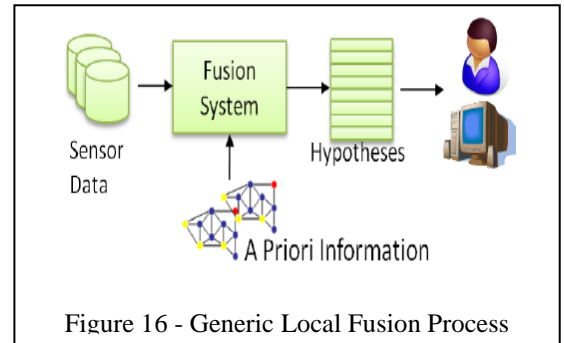 Fusion
System
Sensor
Data
Hypotheses
A Priori Information
Figure 16 - Generic Local Fusion Process